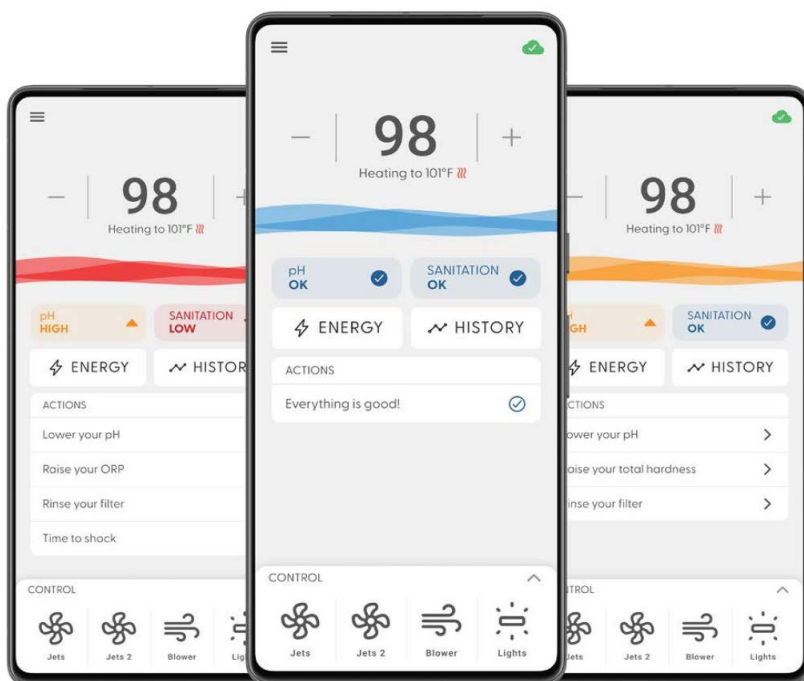 98
Heating to 101°F
pH
HIGH
SANITATION
LOW
ENERGY
HISTOR
ACTIONS
Lower your pH
Raise your ORP
Rinse your filter
Time to shock
CONTROL
Jets
Jets 2
Blower
Lig
98
Heating to 101°F
pH
OK
SANITATION
OK
ENERGY
HISTORY
ACTIONS
Everything is good!
CONTROL
Jets
Jets 2
Blower
Lights
98
Heating to 101°F
H
GH
SANITATION
OK
ENERGY
HISTORY
CTIONS
ower your pH
aise your total hardness
inse your filter
TROL
Jets
Jets 2
Blower
Lights